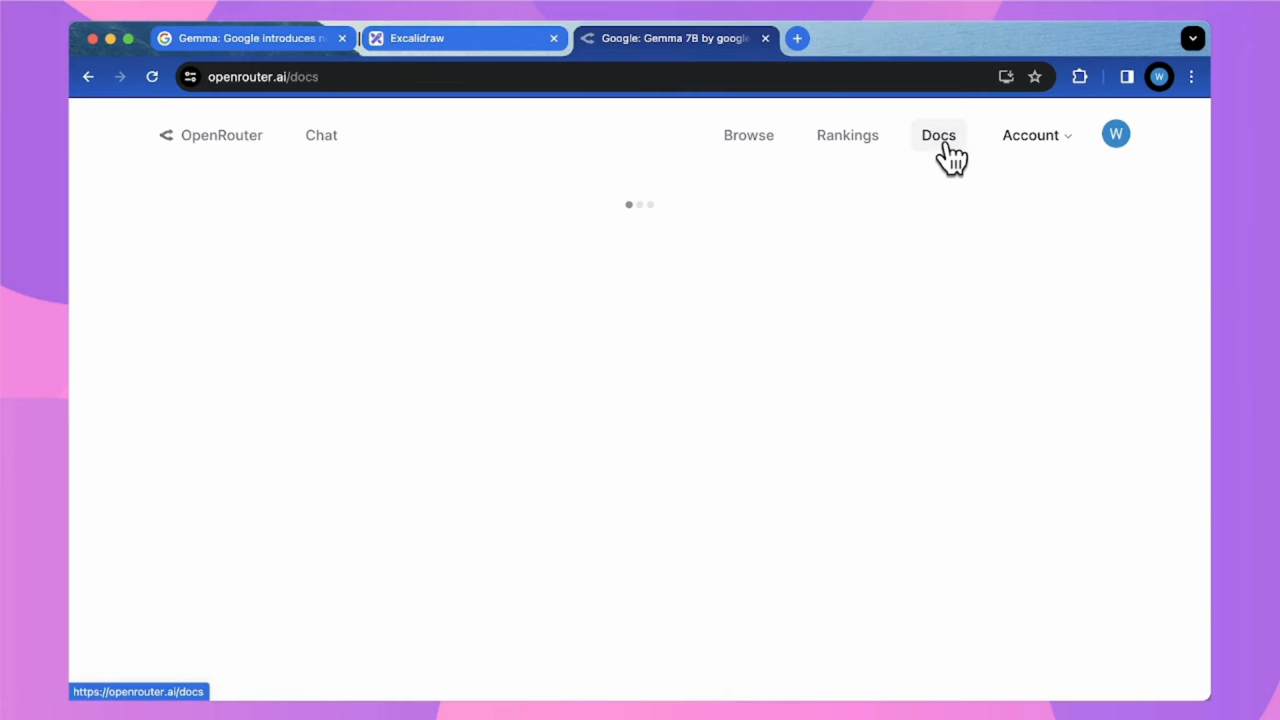 Gemma: Google introduces n
Excalidraw
Google: Gemma 7B by googl
openrouter.ai/docs
W
OpenRouter
Chat
Browse
Rankings
Docs
Account
W
https://openrouter.ai/docs